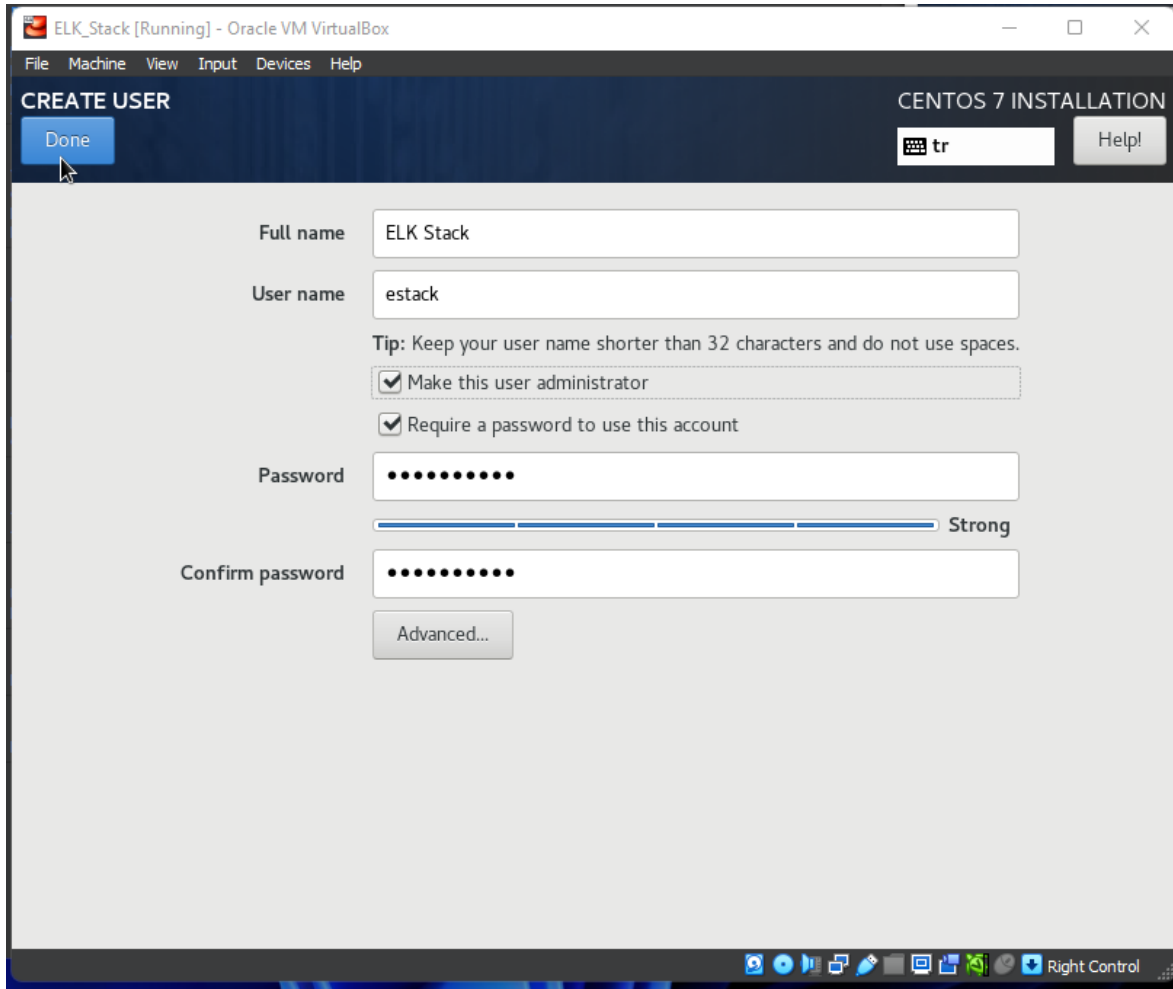 ELK_Stack [Running] - Oracle VM VirtualBox
File Machine View Input Devices Help
CREATE USER
CENTOS 7 INSTALLATION
Done
tr
Help!
Full name ELK Stack
User name estack
Tip: Keep your user name shorter than 32 characters and do not use spaces.
Make this user administrator
Require a password to use this account
Password ••••••••••
Strong
Confirm password ••••••••••
Advanced...
Right Control